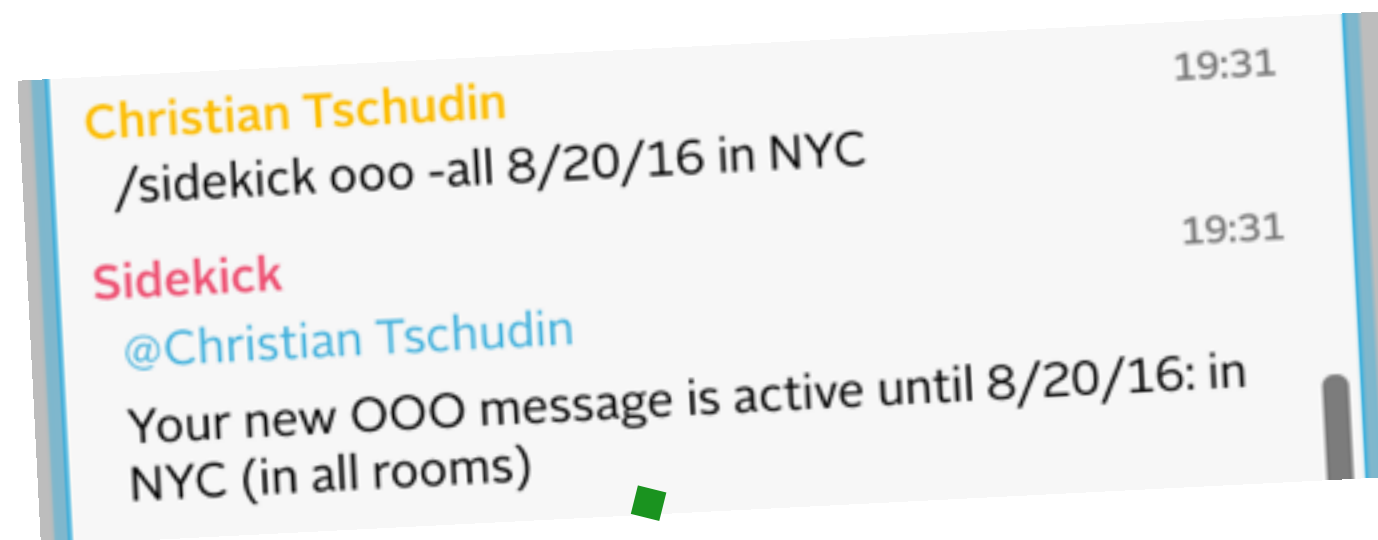 19:31
Christian Tschudin
/sidekick ooo -all 8/20/16 in NYC
19:31
Sidekick
@Christian Tschudin
Your new OOO message is active until 8/20/16: in
NYC (in all rooms)